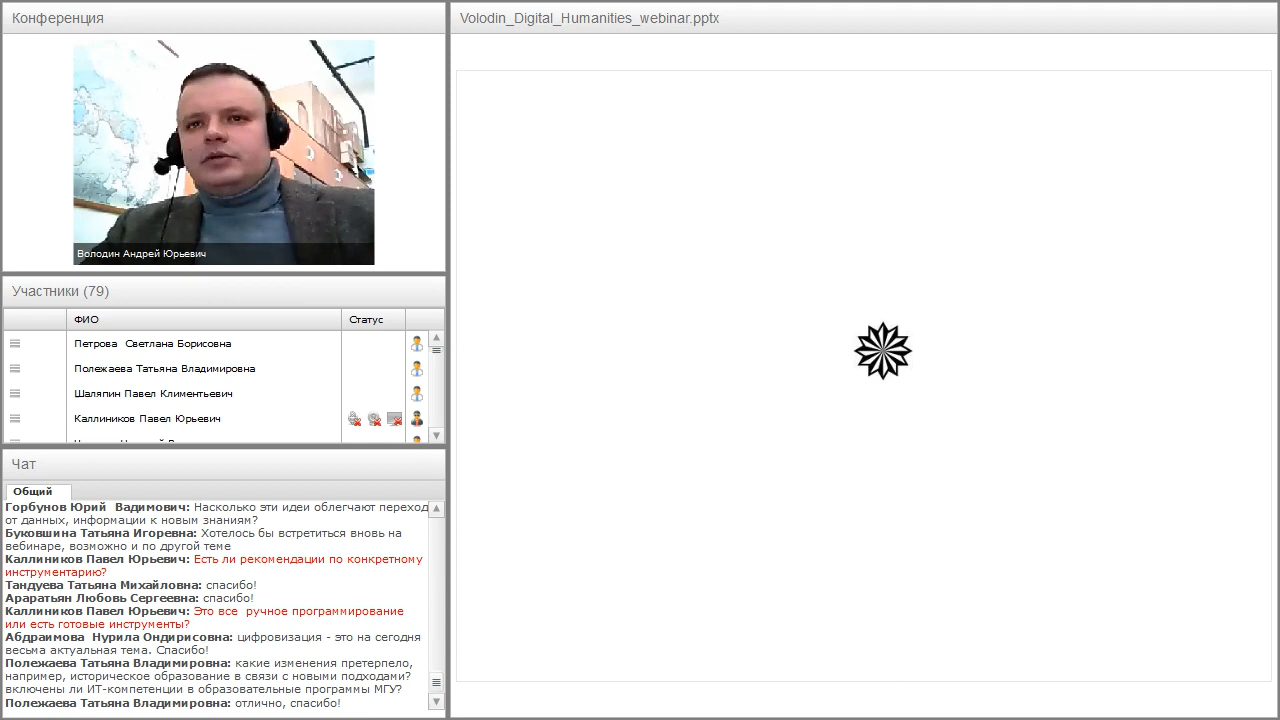 Конференция
Володин Андрей Юрьевич
Участники (79)
ФИО Статус
Петрова Светлана Борисовна
Полежаева Татьяна Владимировна
Шаляпин Павел Климентьевич
Каллиников Павел Юрьевич
Чат
Общий
Горбунов Юрий Вадимович: Насколько эти идеи облегчают переход
от данных, информации к новым знаниям?
Буковшина Татьяна Игоревна: Хотелось бы встретиться вновь на
вебинаре, возможно и по другой теме
Каллиников Павел Юрьевич: Есть ли рекомендации по конкретному
инструментарию?
Тандуева Татьяна Михайловна: спасибо!
Араратьян Любовь Сергеевна: спасибо!
Каллиников Павел Юрьевич: Это все ручное программирование
или есть готовые инструменты?
Абдраимова Нурила Ондирисовна: цифровизация - это на сегодня
весьма актуальная тема. Спасибо!
Полежаева Татьяна Владимировна: какие изменения претерпело,
например, историческое образование в связи с новыми подходами?
включены ли ИТ-компетенции в образовательные программы МГУ?
Полежаева Татьяна Владимировна: отлично, спасибо!
Volodin_Digital_Humanities_webinar.pptx